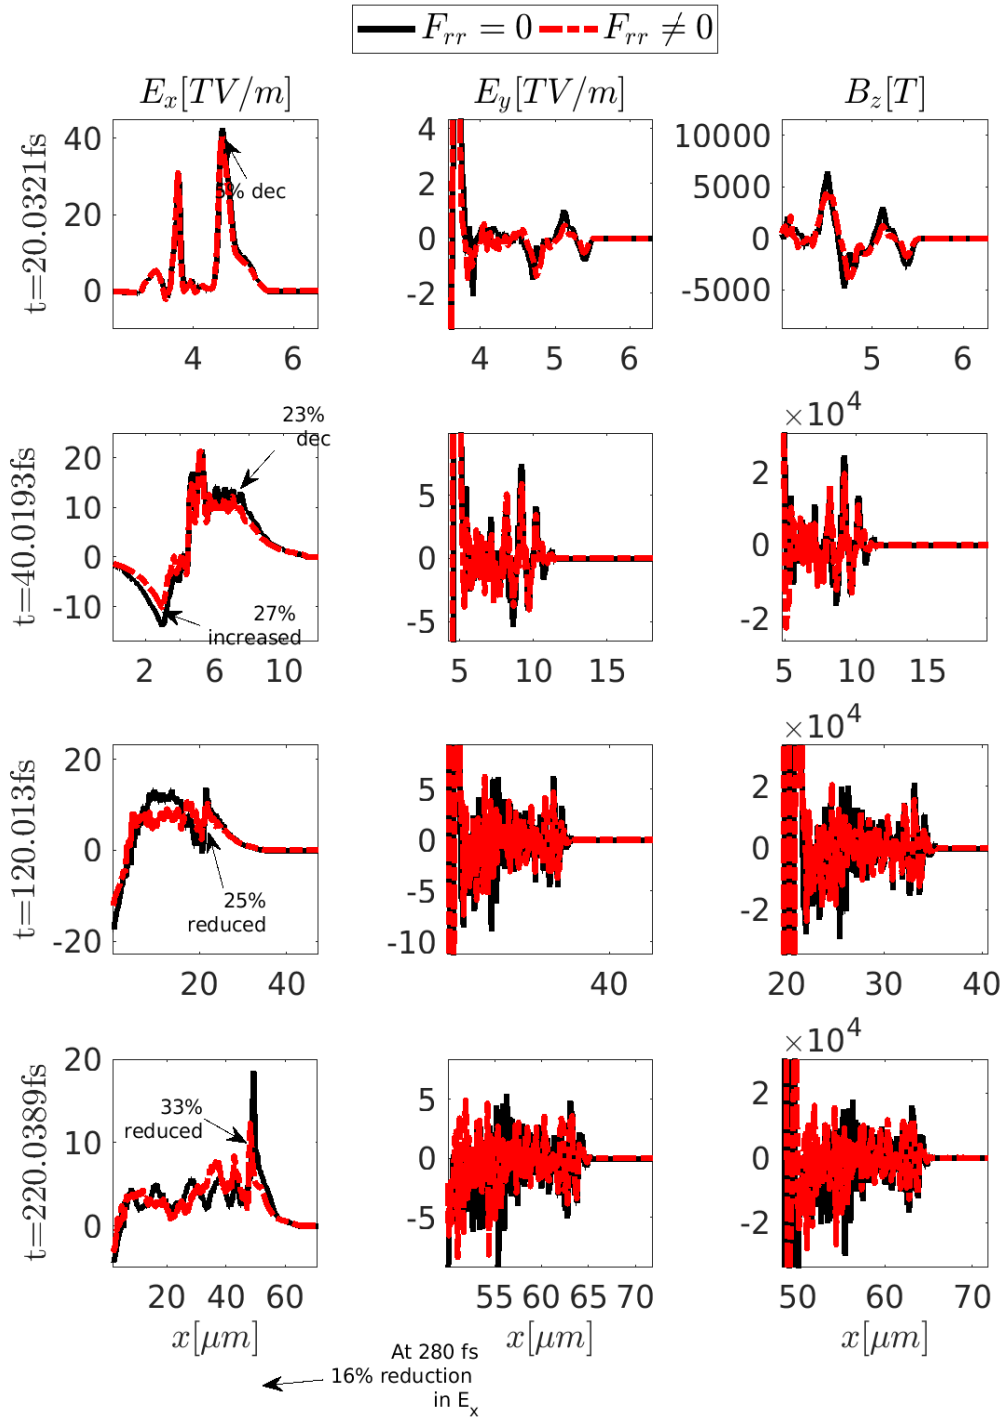 F_rr = 0 F_rr ≠ 0
E_x[TV/m] E_y[TV/m] B_z[T]
t=20.0321fs
40
20
0
5% dec
4 6
4
2
0
-2
4 5 6
10000
5000
0
-5000
5 6
t=40.0193fs
20
10
0
-10
23%
dec
27%
increased
2 6 10
5
0
-5
5 10 15
×10^4
2
0
-2
5 10 15
t=120.013fs
20
0
-20
25%
reduced
20 40
5
0
-5
-10
40
×10^4
2
0
-2
20 30 40
t=220.0389fs
20
10
0
33%
reduced
20 40 60
x[μm]
5
0
-5
55 60 65 70
x[μm]
×10^4
2
0
-2
50 60 70
x[μm]
At 280 fs
16% reduction
in E_x